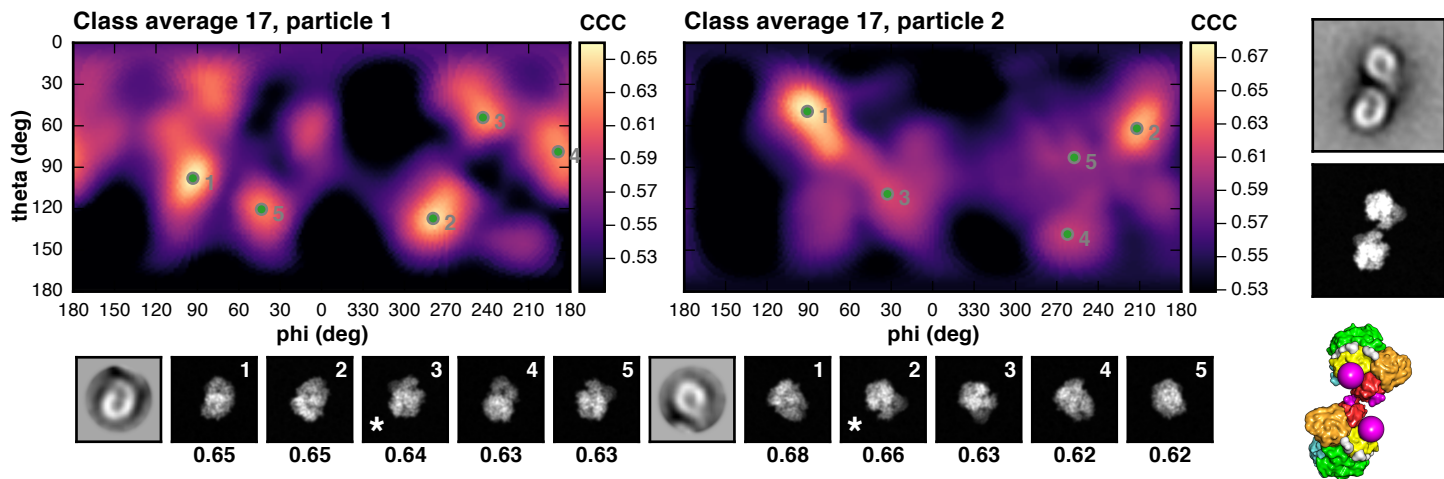 Class average 17, particle 1
CCC
Class average 17, particle 2
CCC
theta (deg)
0
30
60
90
120
150
180
180 150 120 90 60 30 0 330 300 270 240 210 180
phi (deg)
1
2
3
4
5
0.65
0.63
0.61
0.59
0.57
0.55
0.53
180 150 120 90 60 30 0 330 300 270 240 210 180
phi (deg)
1
2
3
4
5
0.67
0.65
0.63
0.61
0.59
0.57
0.55
0.53
1 2 3 4 5
*
0.65 0.65 0.64 0.63 0.63
1 2 3 4 5
*
0.68 0.66 0.63 0.62 0.62